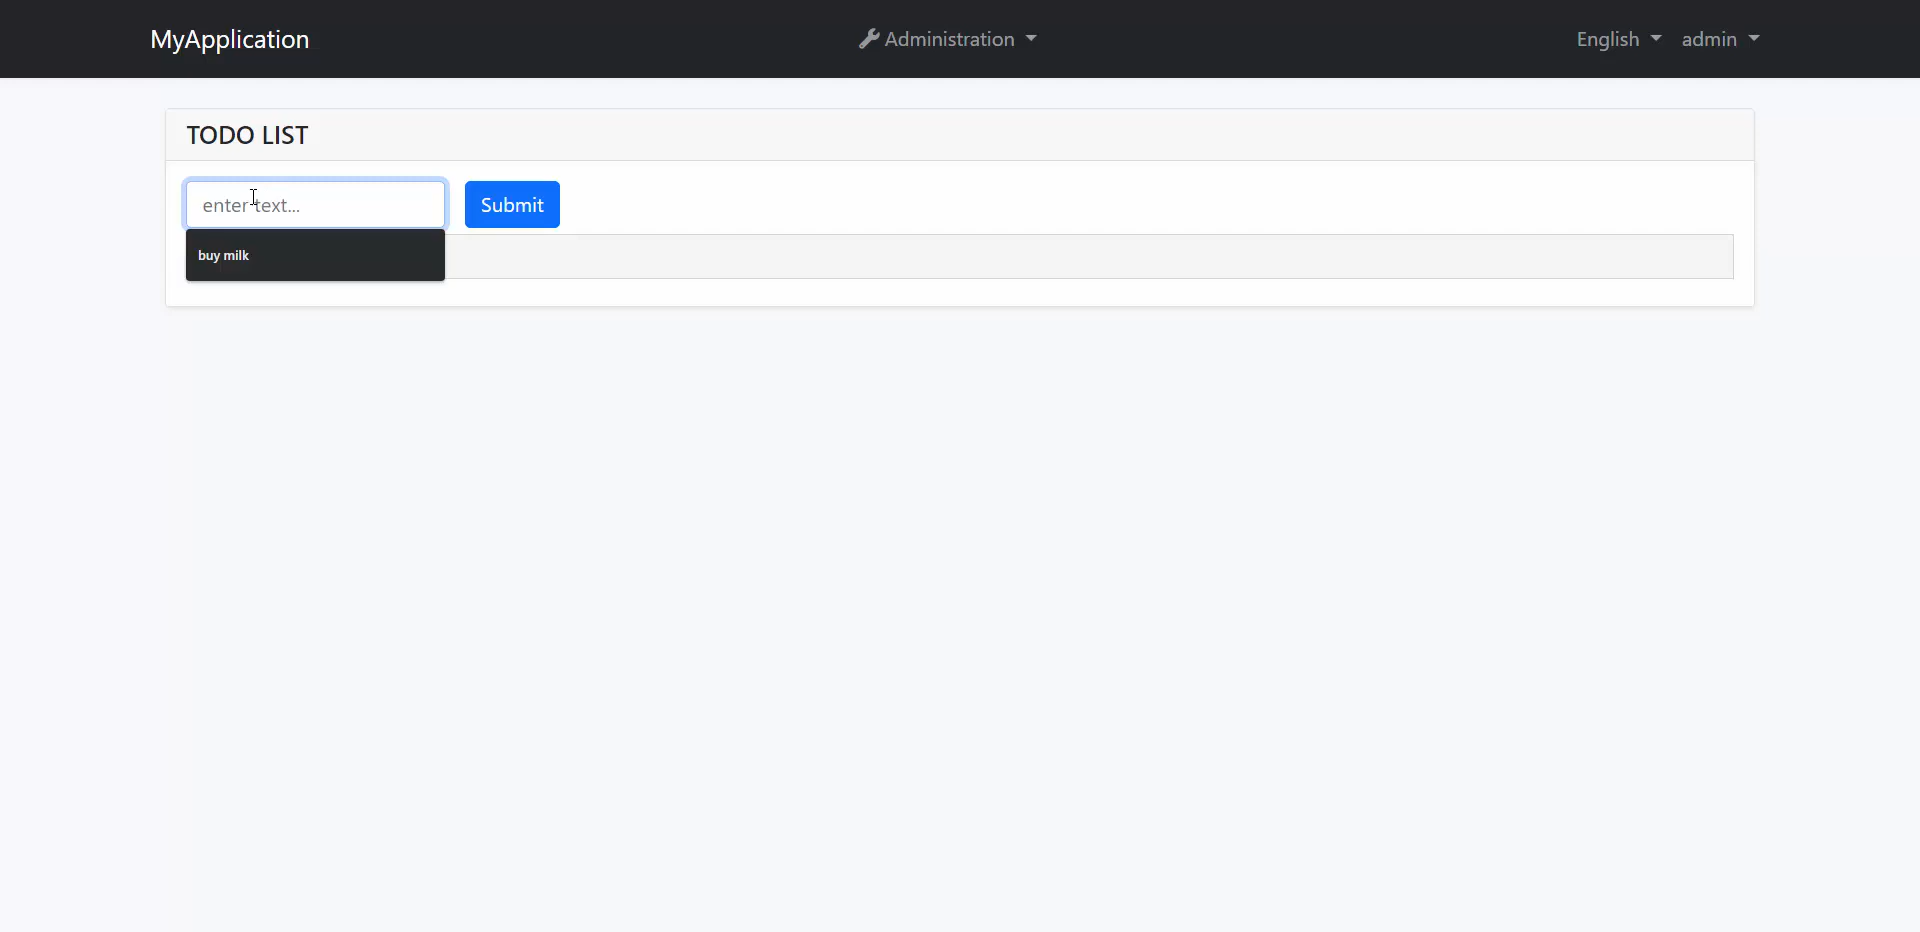 MyApplication
Administration
English
admin
TODO LIST
enter text...
Submit
buy milk